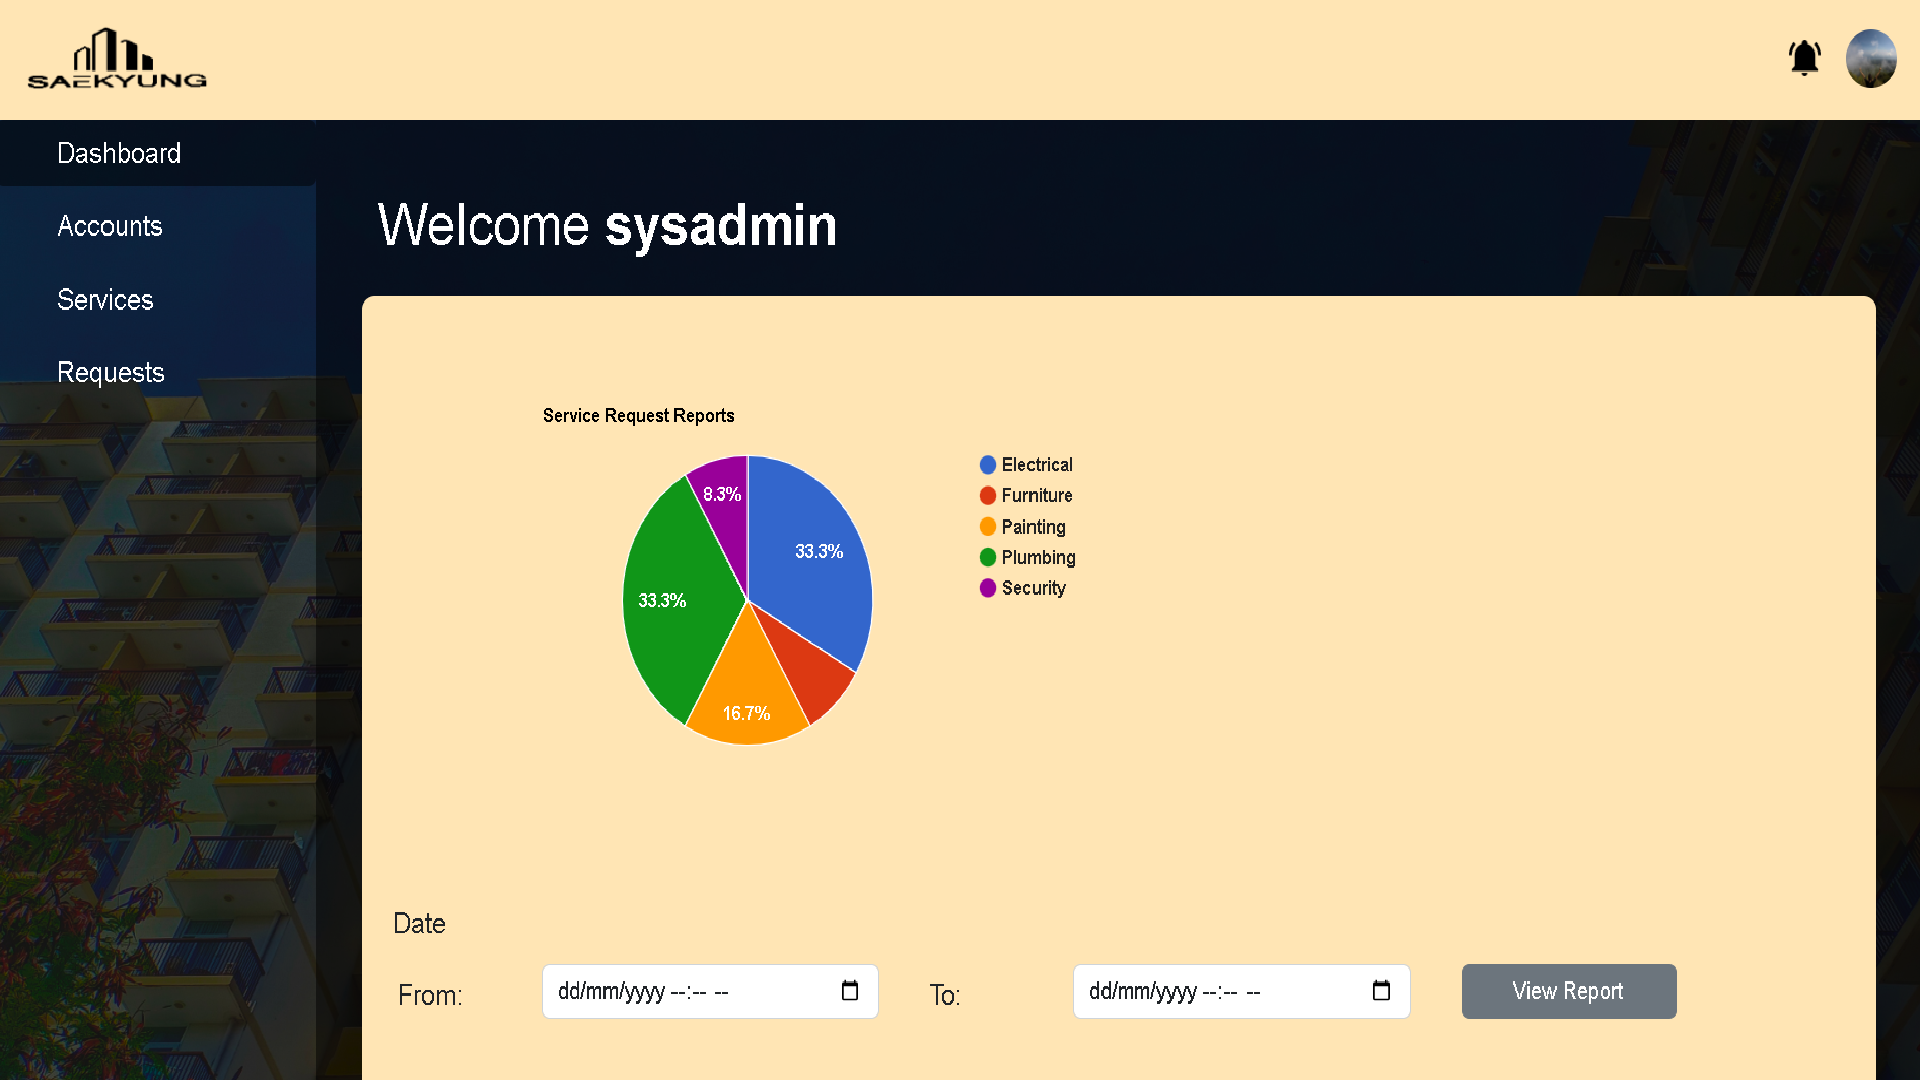 SAEKYUNG
Dashboard
Accounts
Services
Requests
Welcome sysadmin
Service Request Reports
8.3%
33.3%
33.3%
16.7%
Electrical
Furniture
Painting
Plumbing
Security
Date
From:
dd/mm/yyyy --:-- --
To:
dd/mm/yyyy --:-- --
View Report